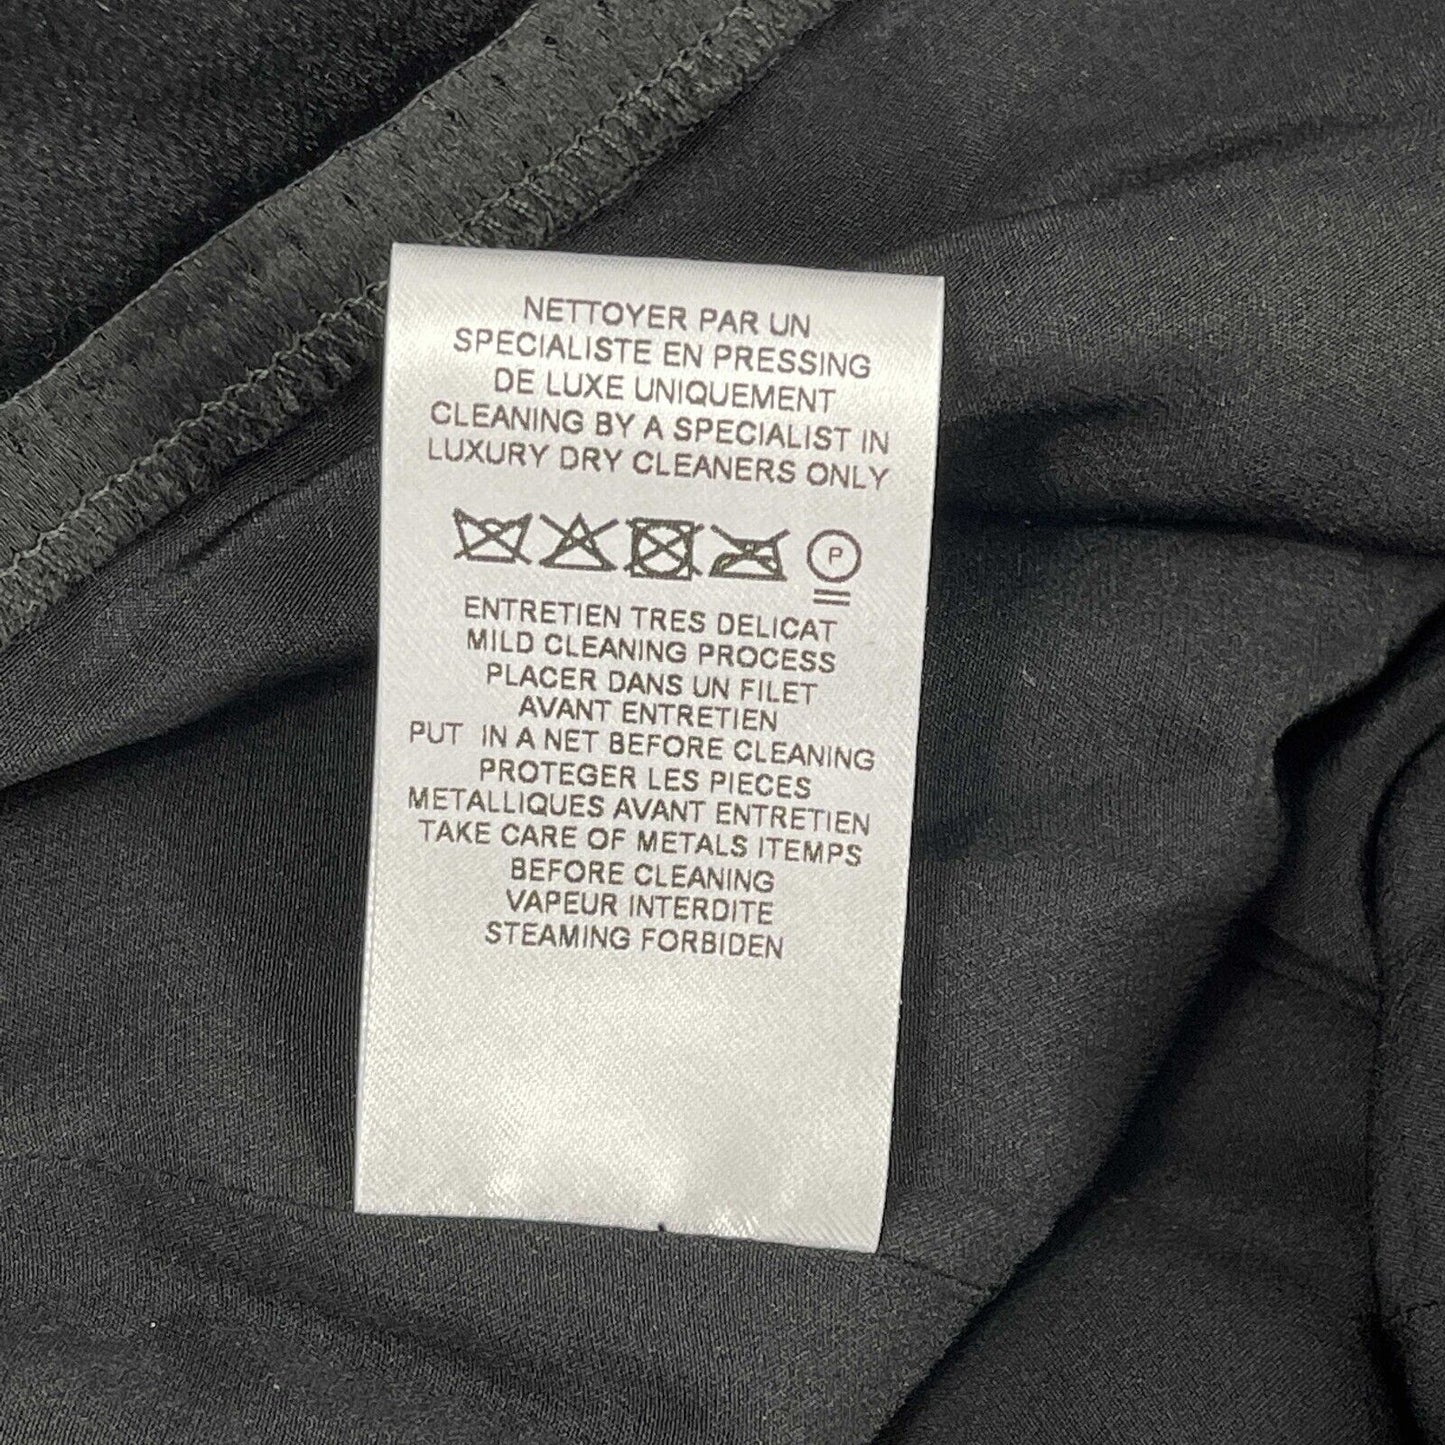 NETTOYER PAR UN
SPECIALISTE EN PRESSING
DE LUXE UNIQUEMENT
CLEANING BY A SPECIALIST IN
LUXURY DRY CLEANERS ONLY
P
ENTRETIEN TRES DELICAT
MILD CLEANING PROCESS
PLACER DANS UN FILET
AVANT ENTRETIEN
PUT IN A NET BEFORE CLEANING
PROTEGER LES PIECES
METALLIQUES AVANT ENTRETIEN
TAKE CARE OF METALS ITEMPS
BEFORE CLEANING
VAPEUR INTERDITE
STEAMING FORBIDEN